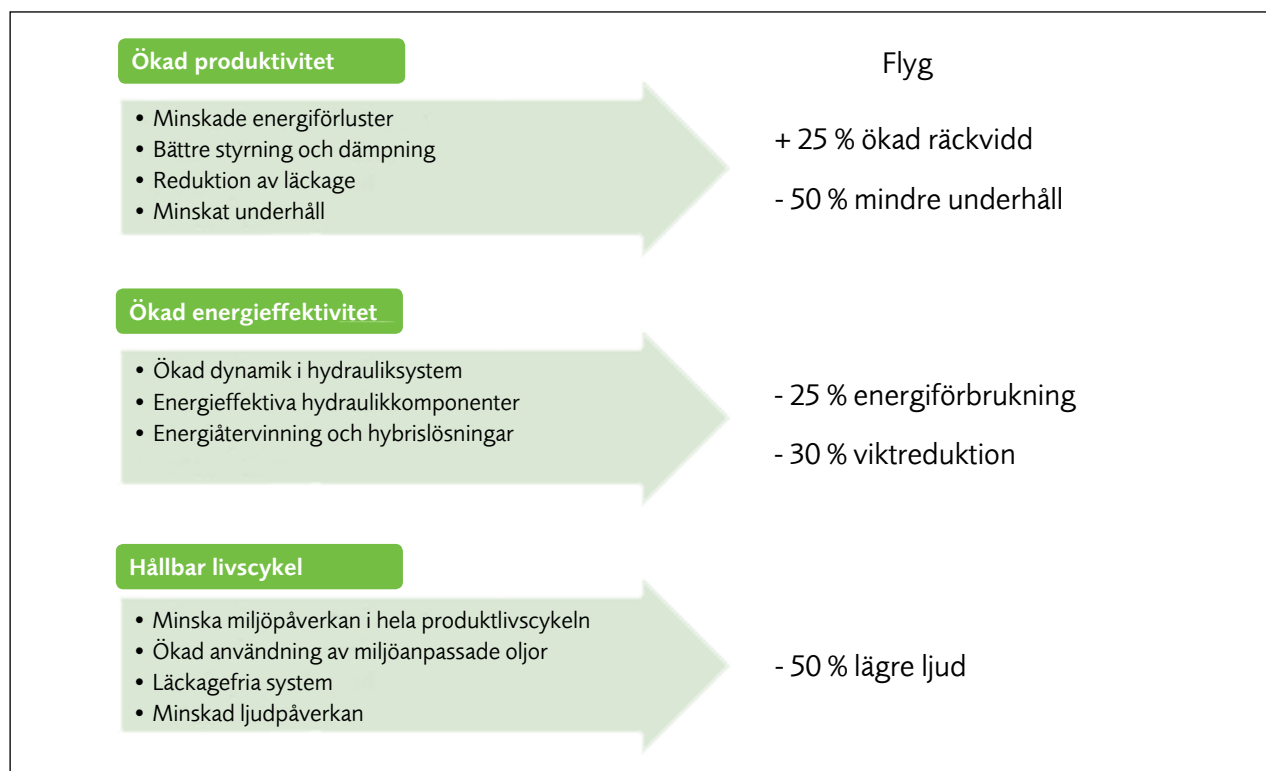 Ökad produktivitet
Flyg
• Minskade energiförluster
• Bättre styrning och dämpning
• Reduktion av läckage
• Minskat underhåll
+ 25 % ökad räckvidd
- 50 % mindre underhåll
Ökad energieffektivitet
• Ökad dynamik i hydrauliksystem
• Energieffektiva hydraulikkomponenter
• Energiåtervinning och hybrislösningar
- 25 % energiförbrukning
- 30 % viktreduktion
Hållbar livscykel
• Minska miljöpåverkan i hela produktlivscykeln
• Ökad användning av miljöanpassade oljor
• Läckagefria system
• Minskad ljudpåverkan
- 50 % lägre ljud